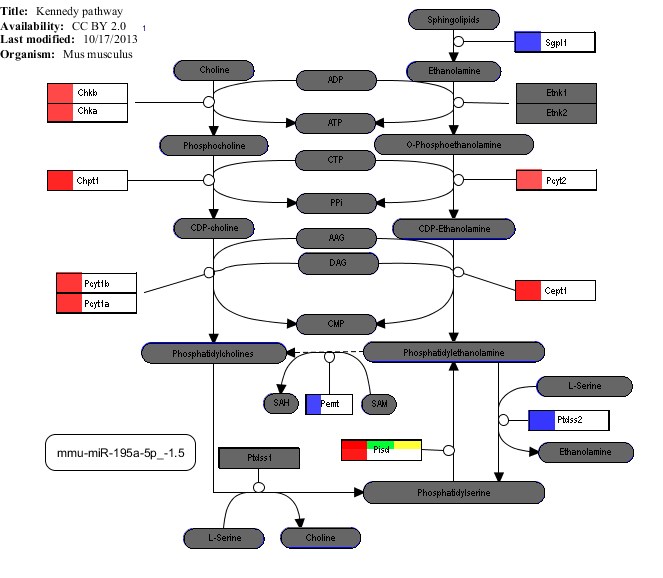 Title: Kennedy pathway
Availability: CC BY 2.0 1
Last modified: 10/17/2013
Organism: Mus musculus
Sphingolipids
Sgpl1
Choline
ADP
Ethanolamine
Chkb
Chka
Etnk1
Etnk2
ATP
Phosphocholine
O-Phosphoethanolamine
CTP
Chpt1
Pcyt2
PPi
CDP-choline
CDP-Ethanolamine
AAG
DAG
Pcyt1b
Pcyt1a
Cept1
CMP
Phosphatidylcholines
Phosphatidylethanolamine
L-Serine
SAH
Pemt
SAM
Ptdss2
mmu-miR-195a-5p_-1.5
Ptdss1
Pisd
Ethanolamine
Phosphatidylserine
L-Serine
Choline